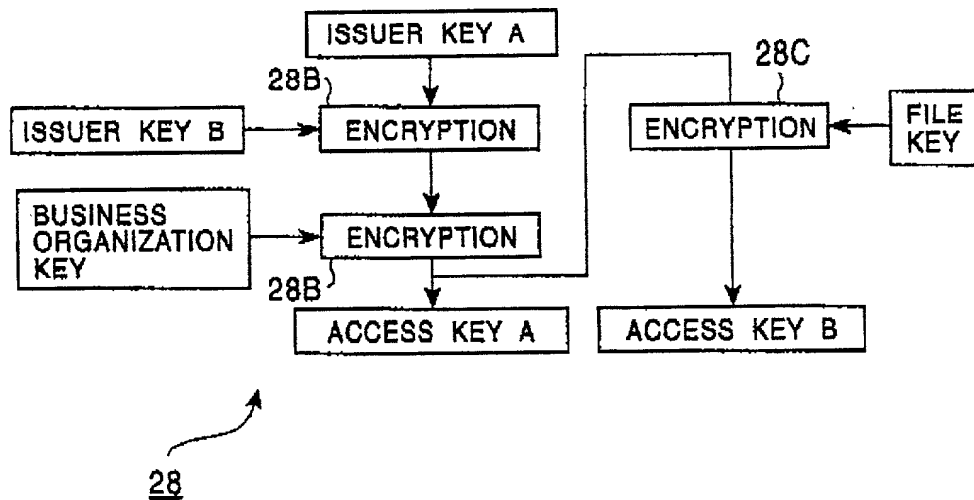 ISSUER KEY A
28B
28C
ISSUER KEY B
ENCRYPTION
ENCRYPTION
FILE
KEY
BUSINESS
ORGANIZATION
KEY
ENCRYPTION
28B
ACCESS KEY A
ACCESS KEY B
28